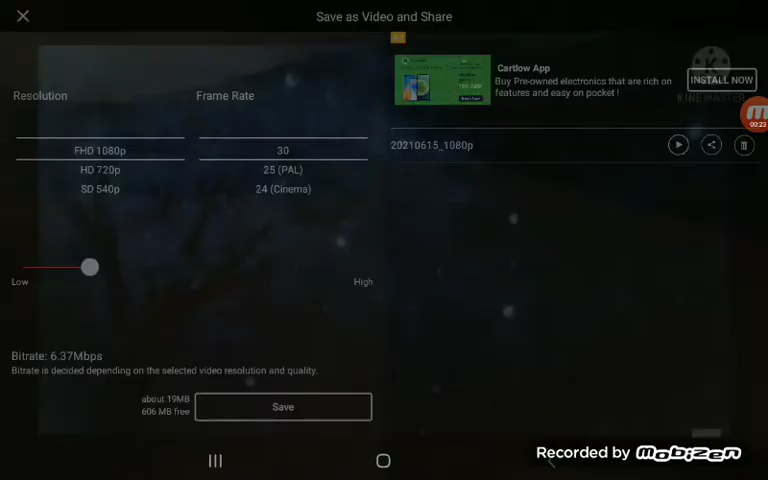 Save as Video and Share
Resolution
Frame Rate
FHD 1080p
HD 720p
SD 540p
30
25 (PAL)
24 (Cinema)
Low
High
Bitrate: 6.37Mbps
Bitrate is decided depending on the selected video resolution and quality.
about 19MB
606 MB free
Save
Cartlow App
Buy Pre-owned electronics that are rich on
features and easy on pocket !
INSTALL NOW
KINEMASTER
00:23
20210615_1080p
Recorded by Mobizen